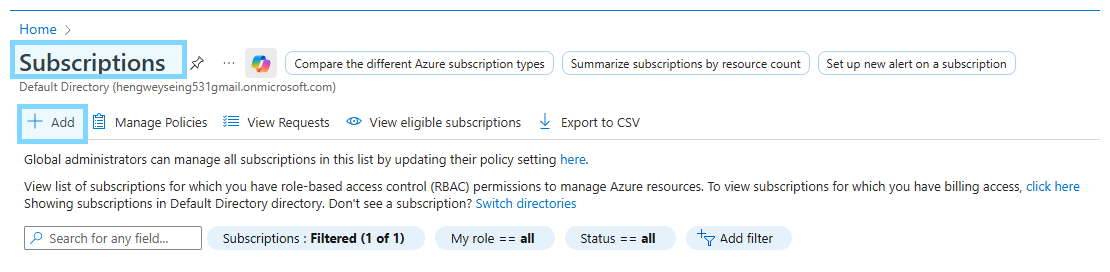 Home >
Subscriptions ... Compare the different Azure subscription types Summarize subscriptions by resource count Set up new alert on a subscription
Default Directory (hengweyseing531gmail.onmicrosoft.com)
+ Add Manage Policies View Requests View eligible subscriptions Export to CSV
Global administrators can manage all subscriptions in this list by updating their policy setting here.
View list of subscriptions for which you have role-based access control (RBAC) permissions to manage Azure resources. To view subscriptions for which you have billing access, click here
Showing subscriptions in Default Directory directory. Don't see a subscription? Switch directories
Search for any field... Subscriptions : Filtered (1 of 1) My role == all Status == all Add filter